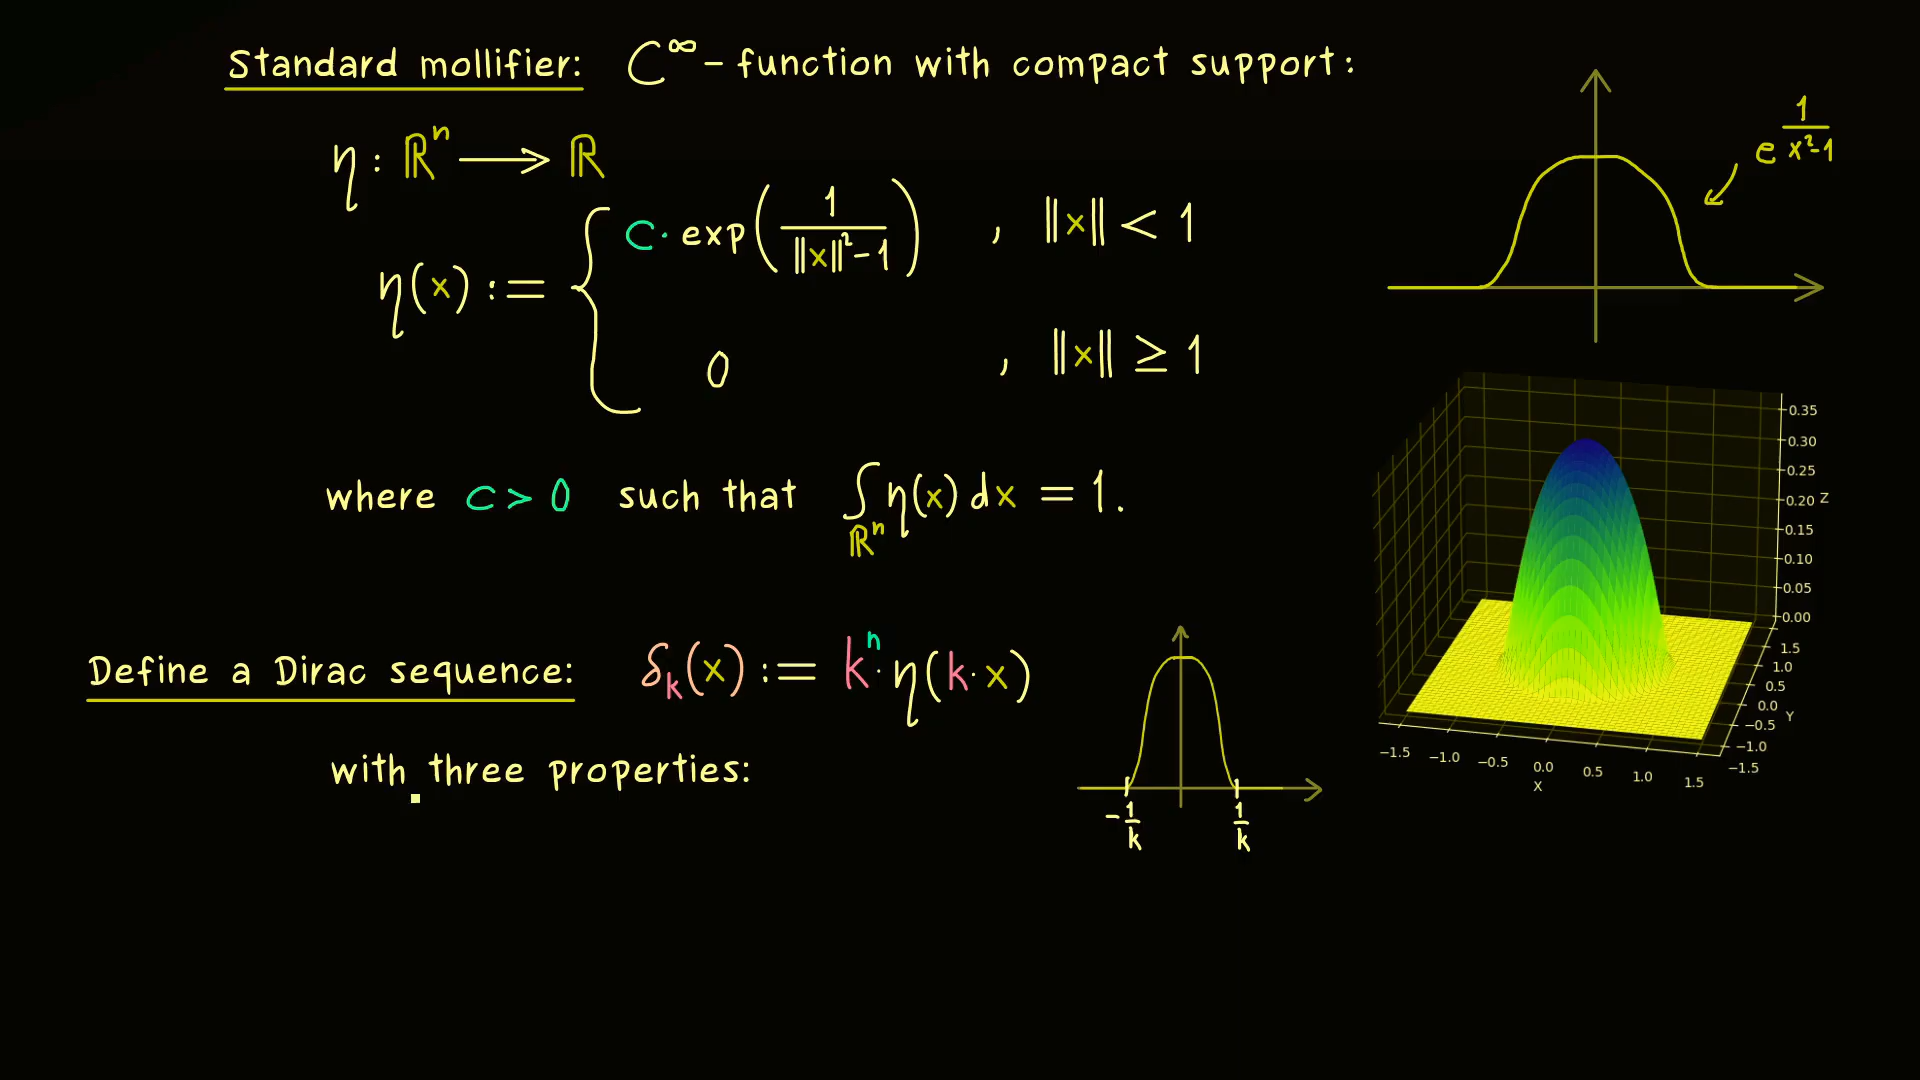 Standard mollifier: C^∞ – function with compact support:
η : ℝ^n ⟶ ℝ
η(x) := { c · exp( 1 / (‖x‖² − 1) ) , ‖x‖ < 1
0 , ‖x‖ ≥ 1
where c > 0 such that ∫_{ℝ^n} η(x) dx = 1 .
Define a Dirac sequence: δ_k(x) := k^n · η(k · x)
with three properties:
− 1/k 1/k
e^{1/(x²−1)}
0.35
0.30
0.25
0.20 Z
0.15
0.10
0.05
0.00
1.5
1.0
0.5
0.0
−0.5 Y
−1.0
−1.5
−1.5 −1.0 −0.5 0.0 0.5 1.0 1.5
X